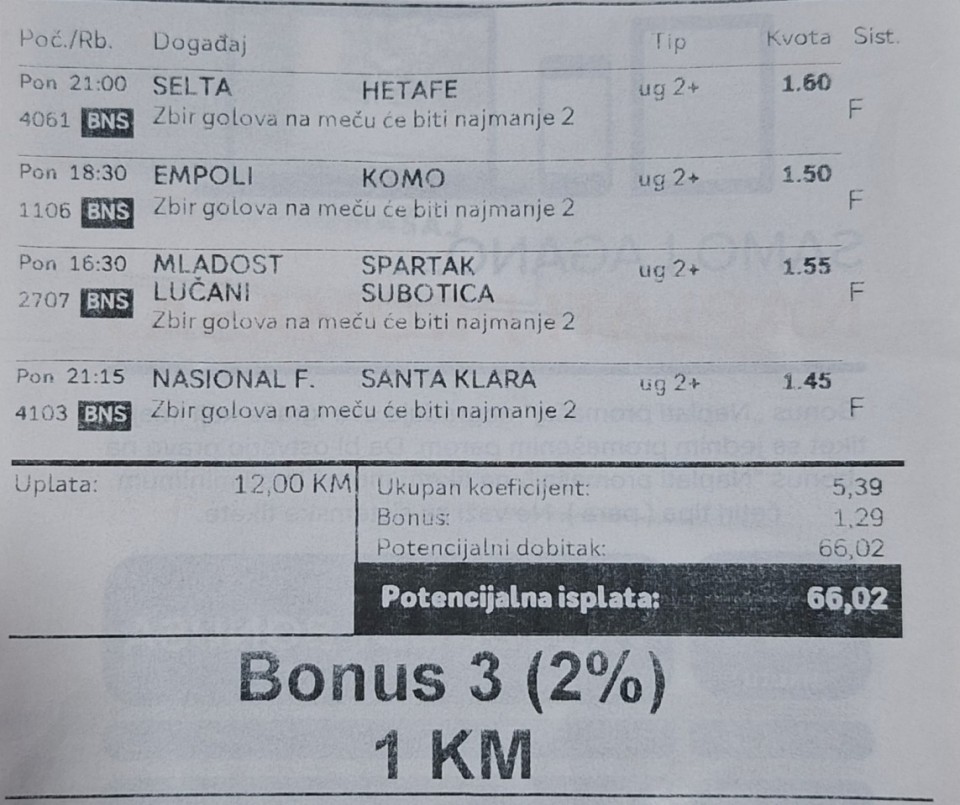 Poč./Rb. Događaj Tip Kvota Sist.
Pon 21:00 SELTA HETAFE ug 2+ 1.60
4061 BNS Zbir golova na meču će biti najmanje 2 F
Pon 18:30 EMPOLI KOMO ug 2+ 1.50
1106 BNS Zbir golova na meču će biti najmanje 2 F
Pon 16:30 MLADOST SPARTAK ug 2+ 1.55
2707 BNS LUČANI SUBOTICA F
Zbir golova na meču će biti najmanje 2
Pon 21:15 NASIONAL F. SANTA KLARA ug 2+ 1.45
4103 BNS Zbir golova na meču će biti najmanje 2 F
Uplata: 12,00 KM Ukupan koeficijent: 5,39
Bonus: 1,29
Potencijalni dobitak: 66,02
Potencijalna isplata: 66,02
Bonus 3 (2%)
1 KM